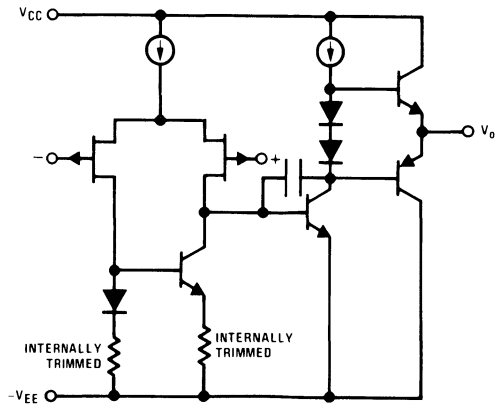 VCC
−
+
Vo
INTERNALLY
TRIMMED
INTERNALLY
TRIMMED
-VEE